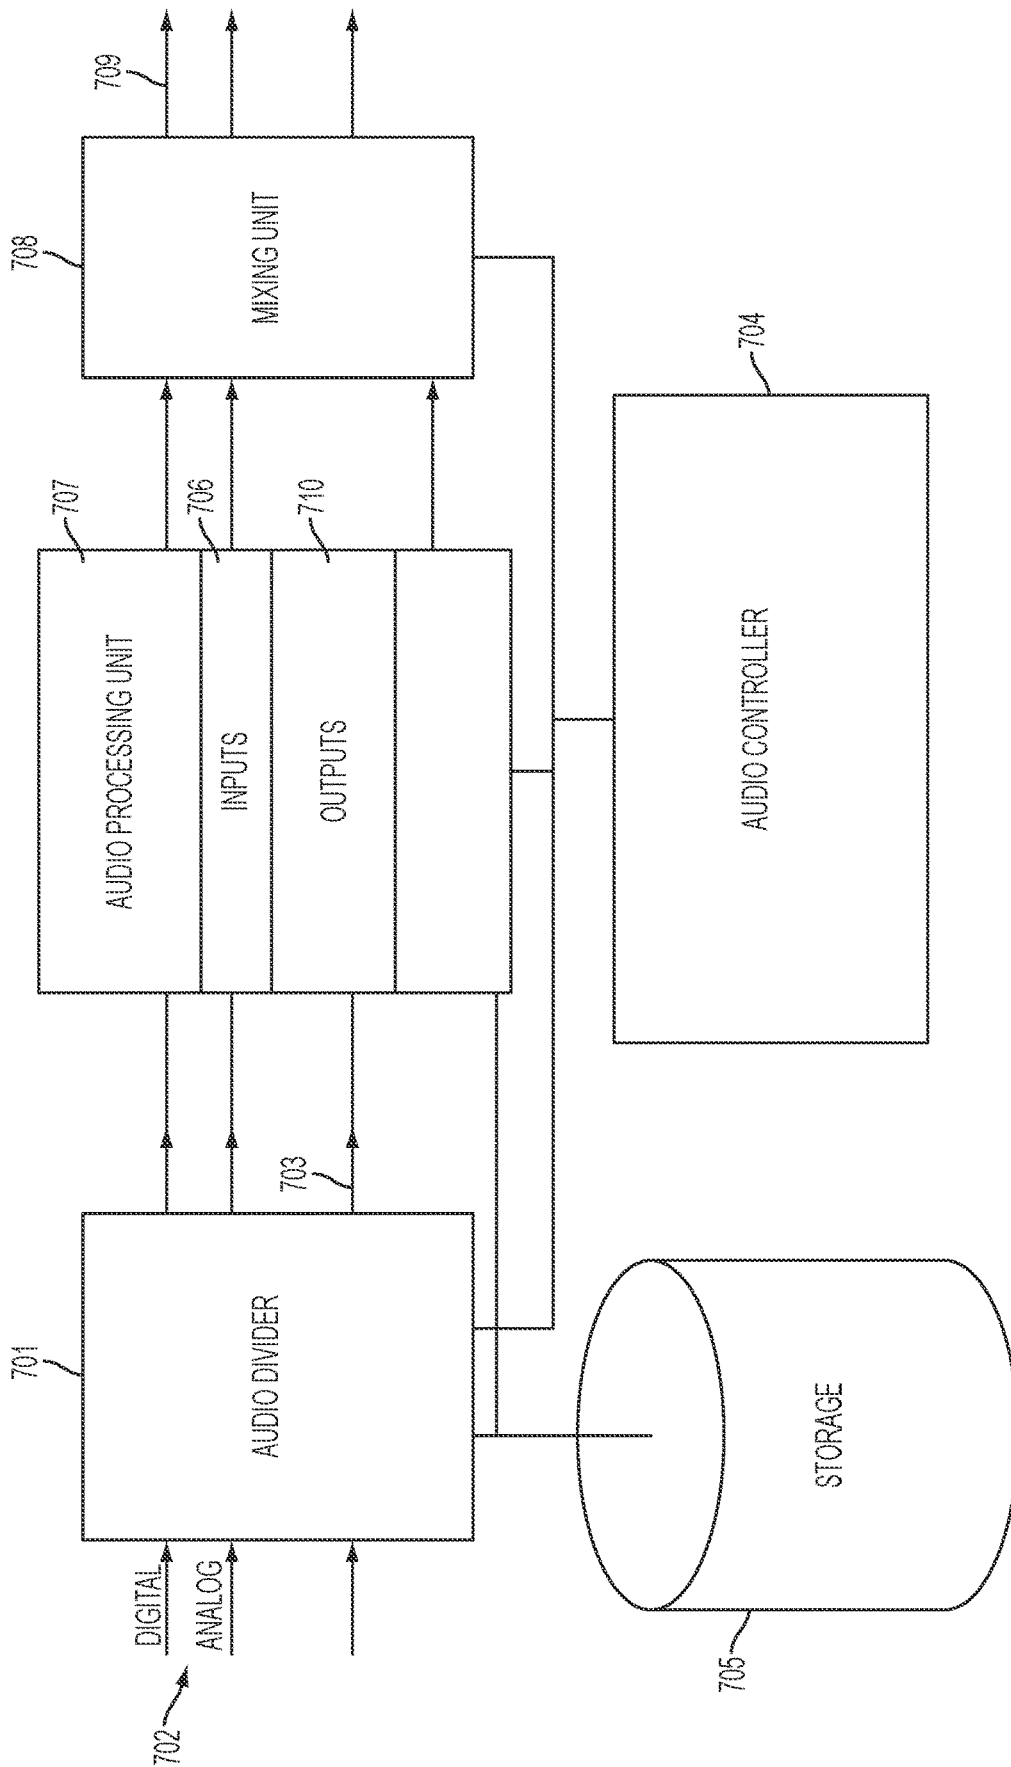 702
DIGITAL
ANALOG
701
AUDIO DIVIDER
703
707
AUDIO PROCESSING UNIT
706
INPUTS
710
OUTPUTS
708
MIXING UNIT
709
705
STORAGE
704
AUDIO CONTROLLER